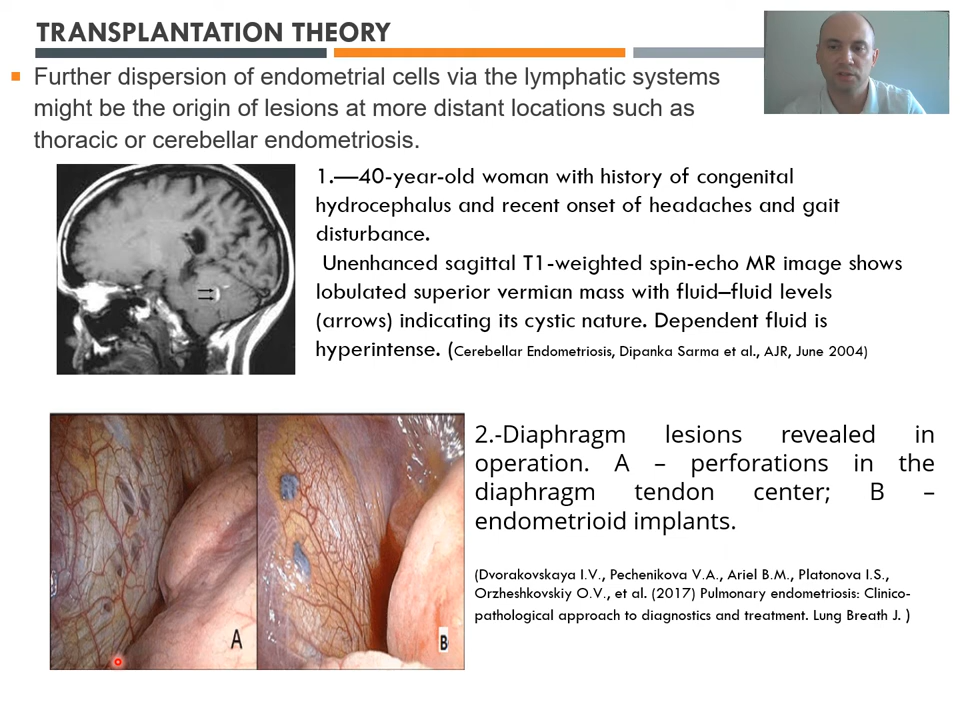 TRANSPLANTATION THEORY
Further dispersion of endometrial cells via the lymphatic systems
might be the origin of lesions at more distant locations such as
thoracic or cerebellar endometriosis.
1.—40-year-old woman with history of congenital
hydrocephalus and recent onset of headaches and gait
disturbance.
Unenhanced sagittal T1-weighted spin-echo MR image shows
lobulated superior vermian mass with fluid–fluid levels
(arrows) indicating its cystic nature. Dependent fluid is
hyperintense. (Cerebellar Endometriosis, Dipanka Sarma et al., AJR, June 2004)
2.-Diaphragm lesions revealed in
operation. A – perforations in the
diaphragm tendon center; B –
endometrioid implants.
A
B
(Dvorakovskaya I.V., Pechenikova V.A., Ariel B.M., Platonova I.S.,
Orzheshkovskiy O.V., et al. (2017) Pulmonary endometriosis: Clinico-
pathological approach to diagnostics and treatment. Lung Breath J. )